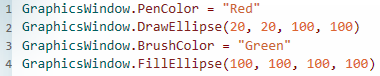 1 GraphicsWindow.PenColor = "Red"
2 GraphicsWindow.DrawEllipse(20, 20, 100, 100)
3 GraphicsWindow.BrushColor = "Green"
4 GraphicsWindow.FillEllipse(100, 100, 100, 100)